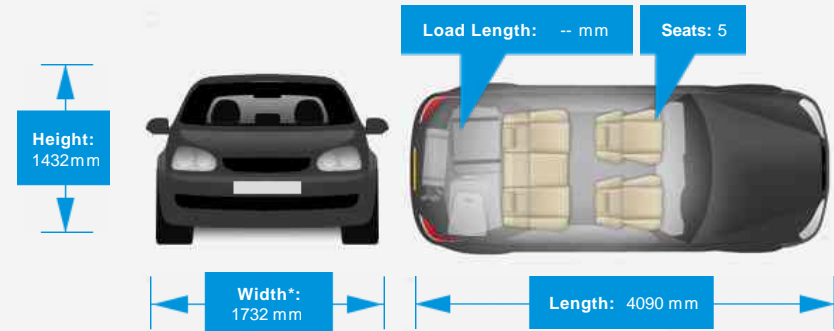 Load Length: -- mm
Seats: 5
Height:
1432mm
Width*:
1732 mm
Length: 4090 mm